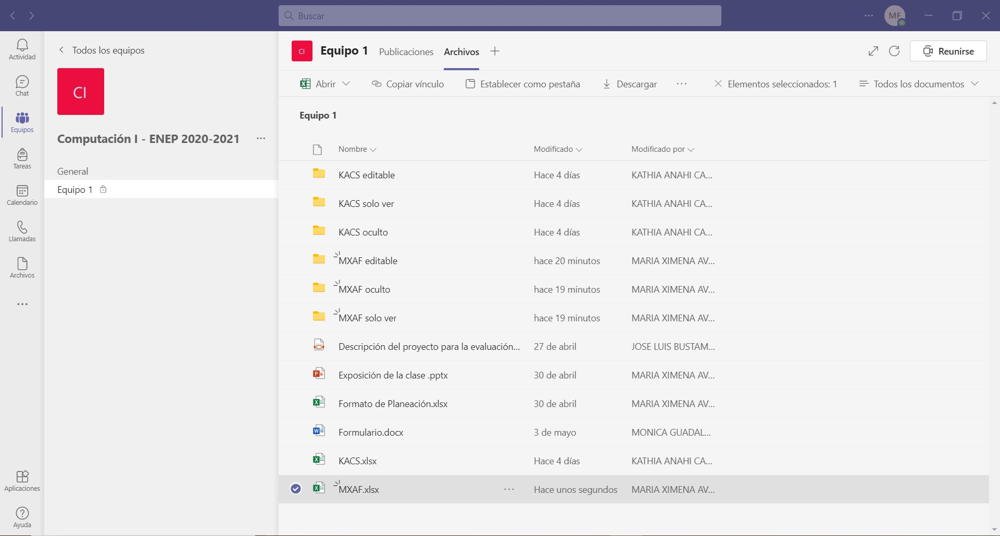 Buscar
MF
Actividad
Chat
Equipos
Tareas
Calendario
Llamadas
Archivos
Aplicaciones
Ayuda
Todos los equipos
CI
Computación I - ENEP 2020-2021
General
Equipo 1
CI
Equipo 1 Publicaciones Archivos
Reunirse
Abrir Copiar vínculo Establecer como pestaña Descargar Elementos seleccionados: 1 Todos los documentos
Equipo 1
Nombre Modificado Modificado por
KACS editable Hace 4 días KATHIA ANAHI CA...
KACS solo ver Hace 4 días KATHIA ANAHI CA...
KACS oculto Hace 4 días KATHIA ANAHI CA...
MXAF editable hace 20 minutos MARIA XIMENA AV...
MXAF oculto hace 19 minutos MARIA XIMENA AV...
MXAF solo ver hace 19 minutos MARIA XIMENA AV...
Descripción del proyecto para la evaluación... 27 de abril JOSE LUIS BUSTAM...
Exposición de la clase .pptx 30 de abril MARIA XIMENA AV...
Formato de Planeación.xlsx 30 de abril MARIA XIMENA AV...
Formulario.docx 3 de mayo MONICA GUADAL...
KACS.xlsx Hace 4 días KATHIA ANAHI CA...
MXAF.xlsx Hace unos segundos MARIA XIMENA AV...